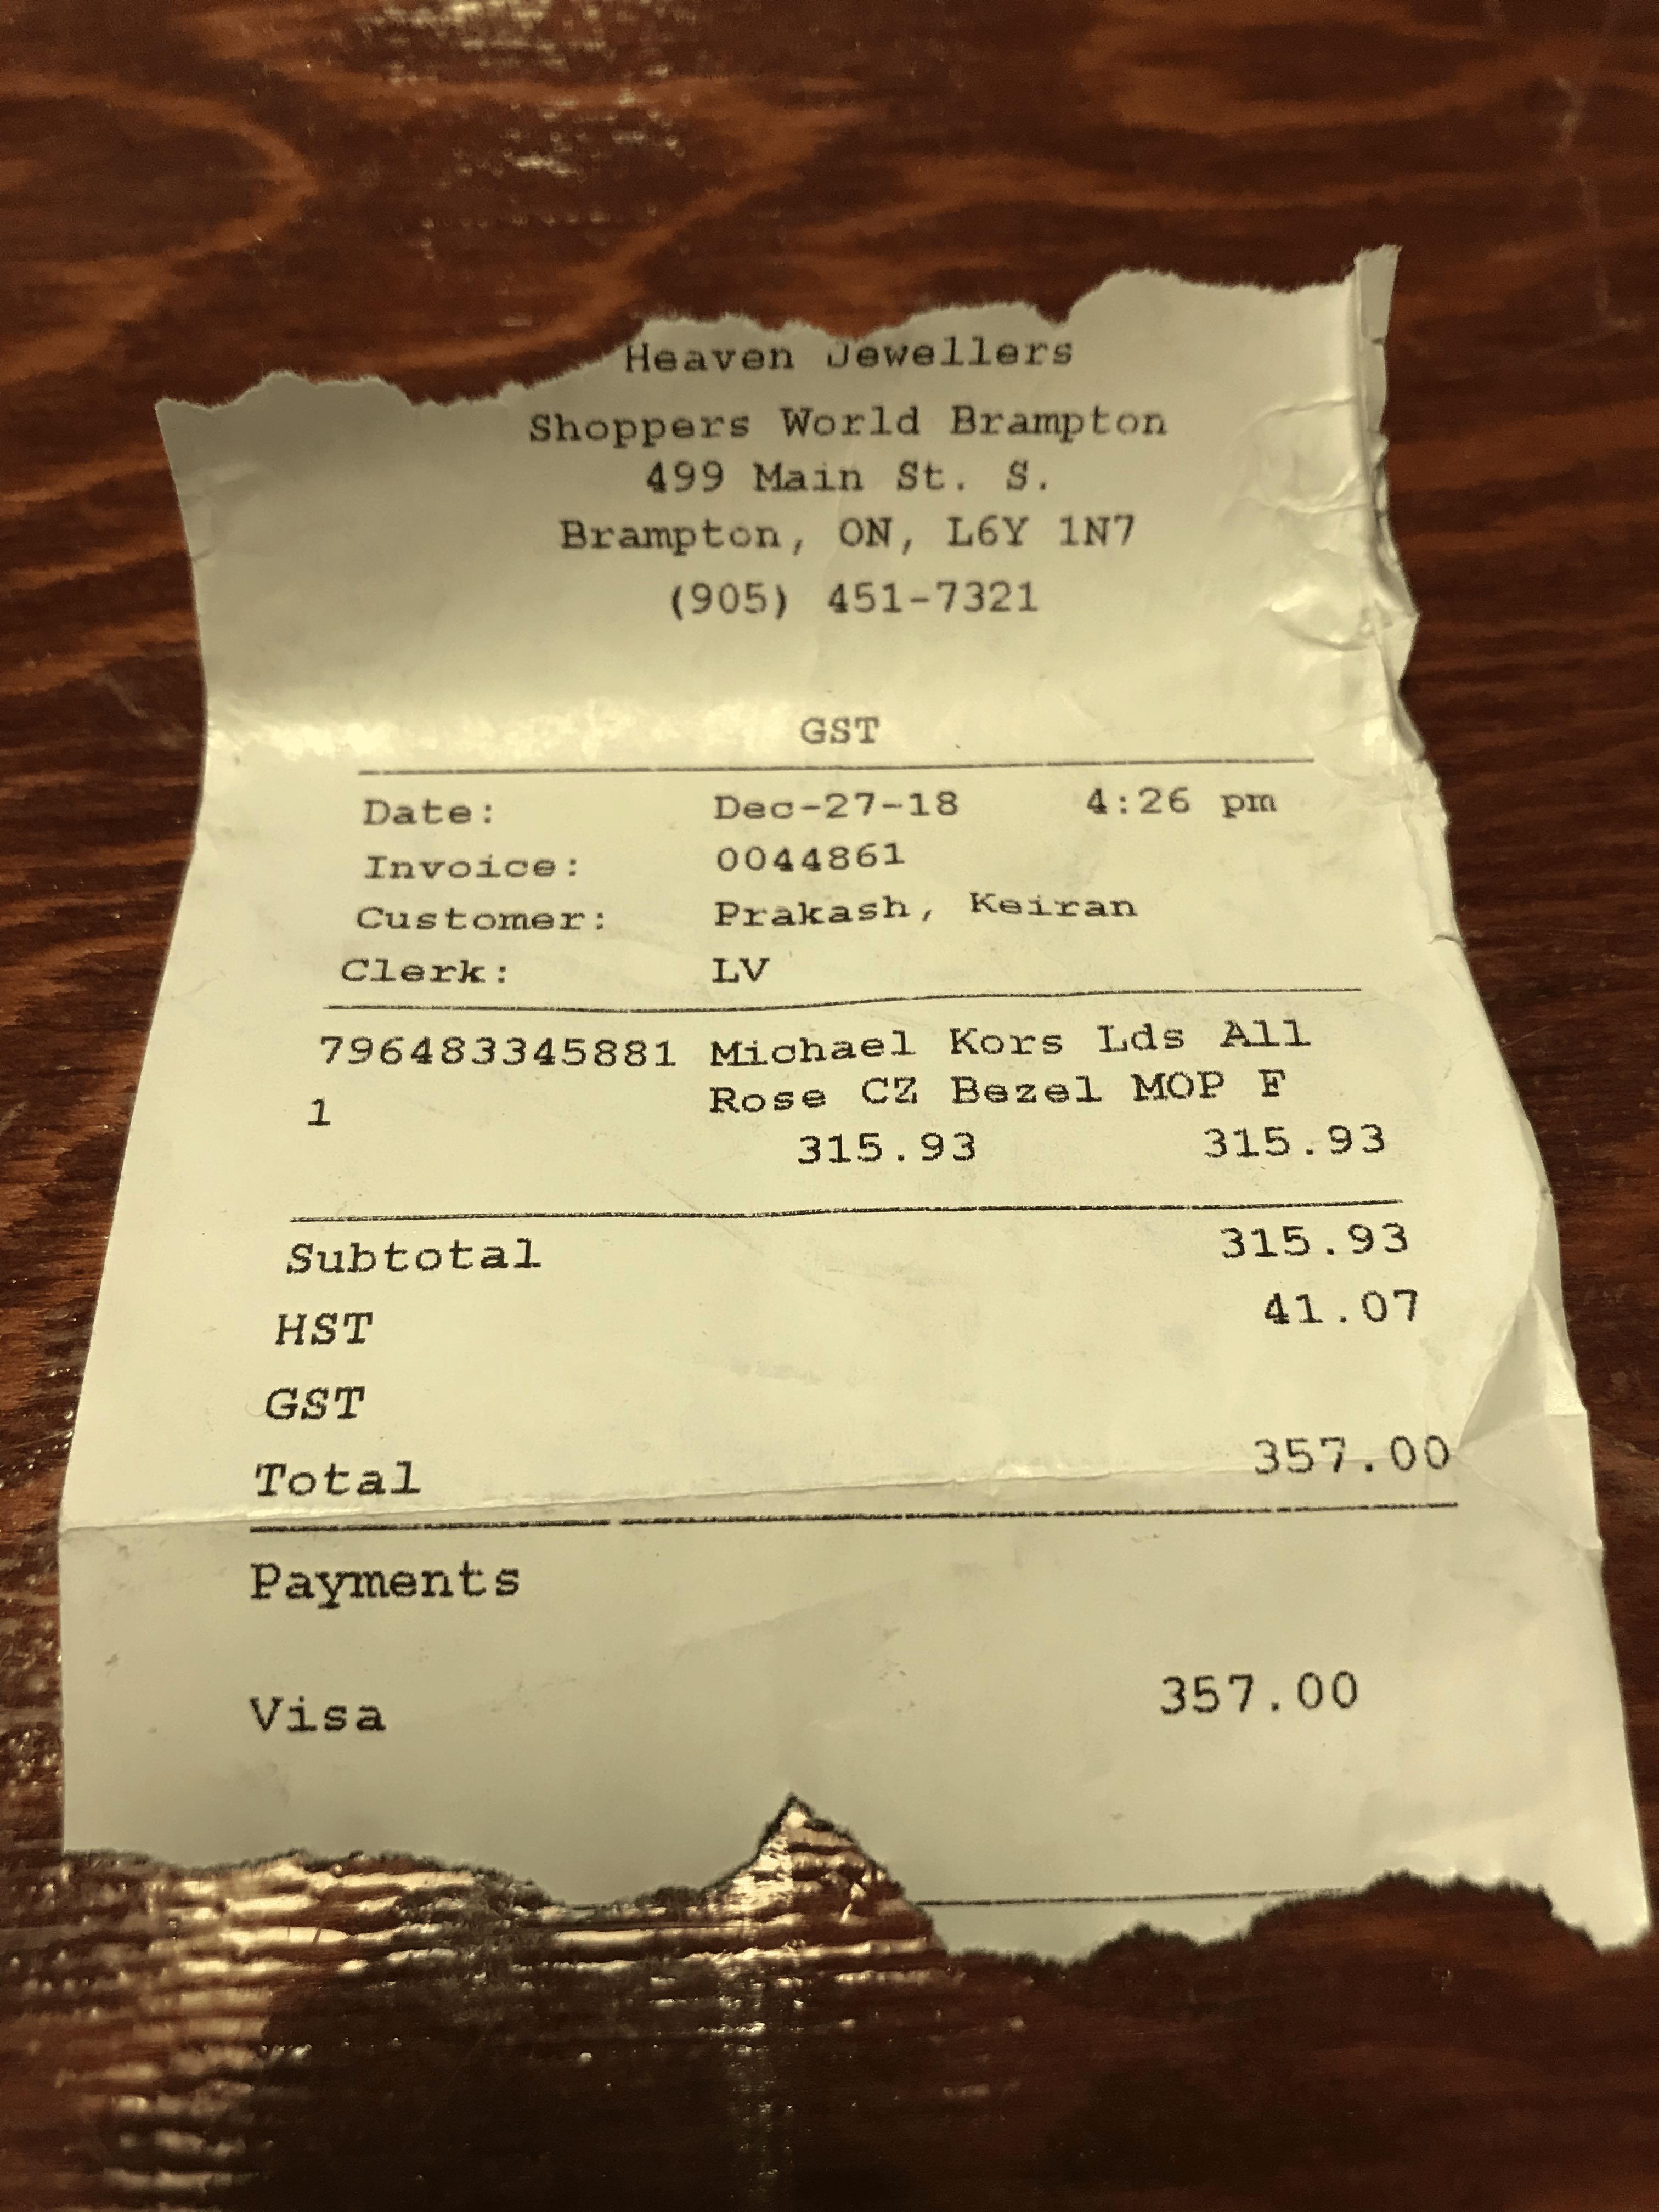 Heaven Jewellers
Shoppers World Brampton
499 Main St. S.
Brampton, ON, L6Y 1N7
(905) 451-7321
GST
Date: Dec-27-18 4:26 pm
Invoice: 0044861
Customer: Prakash, Keiran
Clerk: LV
796483345881 Michael Kors Lds All
Rose CZ Bezel MOP F
1 315.93 315.93
Subtotal 315.93
HST 41.07
GST
Total 357.00
Payments
Visa 357.00